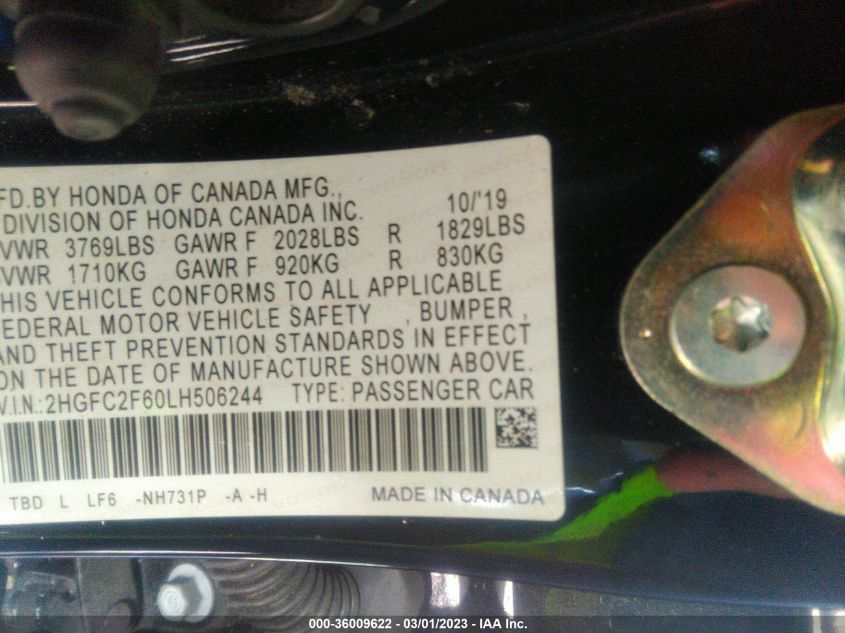 FD.BY HONDA OF CANADA MFG., 10/'19
DIVISION OF HONDA CANADA INC.
VWR 3769LBS GAWR F 2028LBS R 1829LBS
VWR 1710KG GAWR F 920KG R 830KG
HIS VEHICLE CONFORMS TO ALL APPLICABLE
EDERAL MOTOR VEHICLE SAFETY , BUMPER ,
AND THEFT PREVENTION STANDARDS IN EFFECT
ON THE DATE OF MANUFACTURE SHOWN ABOVE.
V.I.N.:2HGFC2F60LH506244 TYPE: PASSENGER CAR
TBD L LF6 -NH731P -A -H MADE IN CANADA
000-36009622 - 03/01/2023 - IAA Inc.